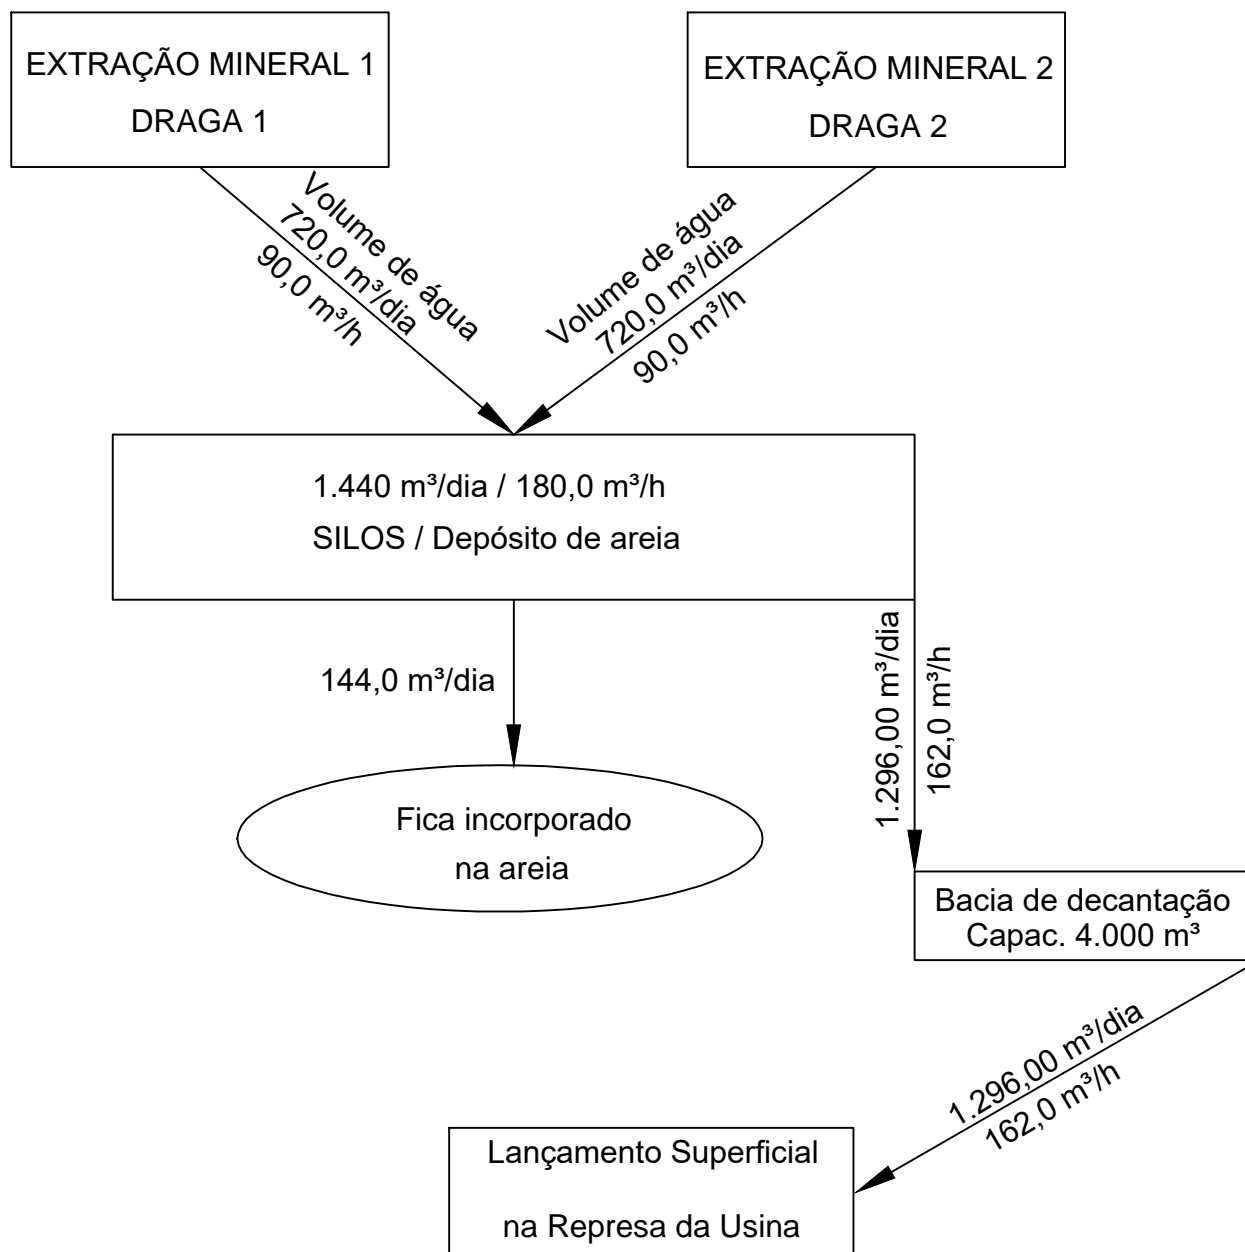 EXTRAÇÃO MINERAL 1
DRAGA 1
EXTRAÇÃO MINERAL 2
DRAGA 2
Volume de água
720,0 m³/dia
90,0 m³/h
Volume de água
720,0 m³/dia
90,0 m³/h
1.440 m³/dia / 180,0 m³/h
SILOS / Depósito de areia
144,0 m³/dia
1.296,00 m³/dia
162,0 m³/h
Fica incorporado
na areia
Bacia de decantação
Capac. 4.000 m³
1.296,00 m³/dia
162,0 m³/h
Lançamento Superficial
na Represa da Usina